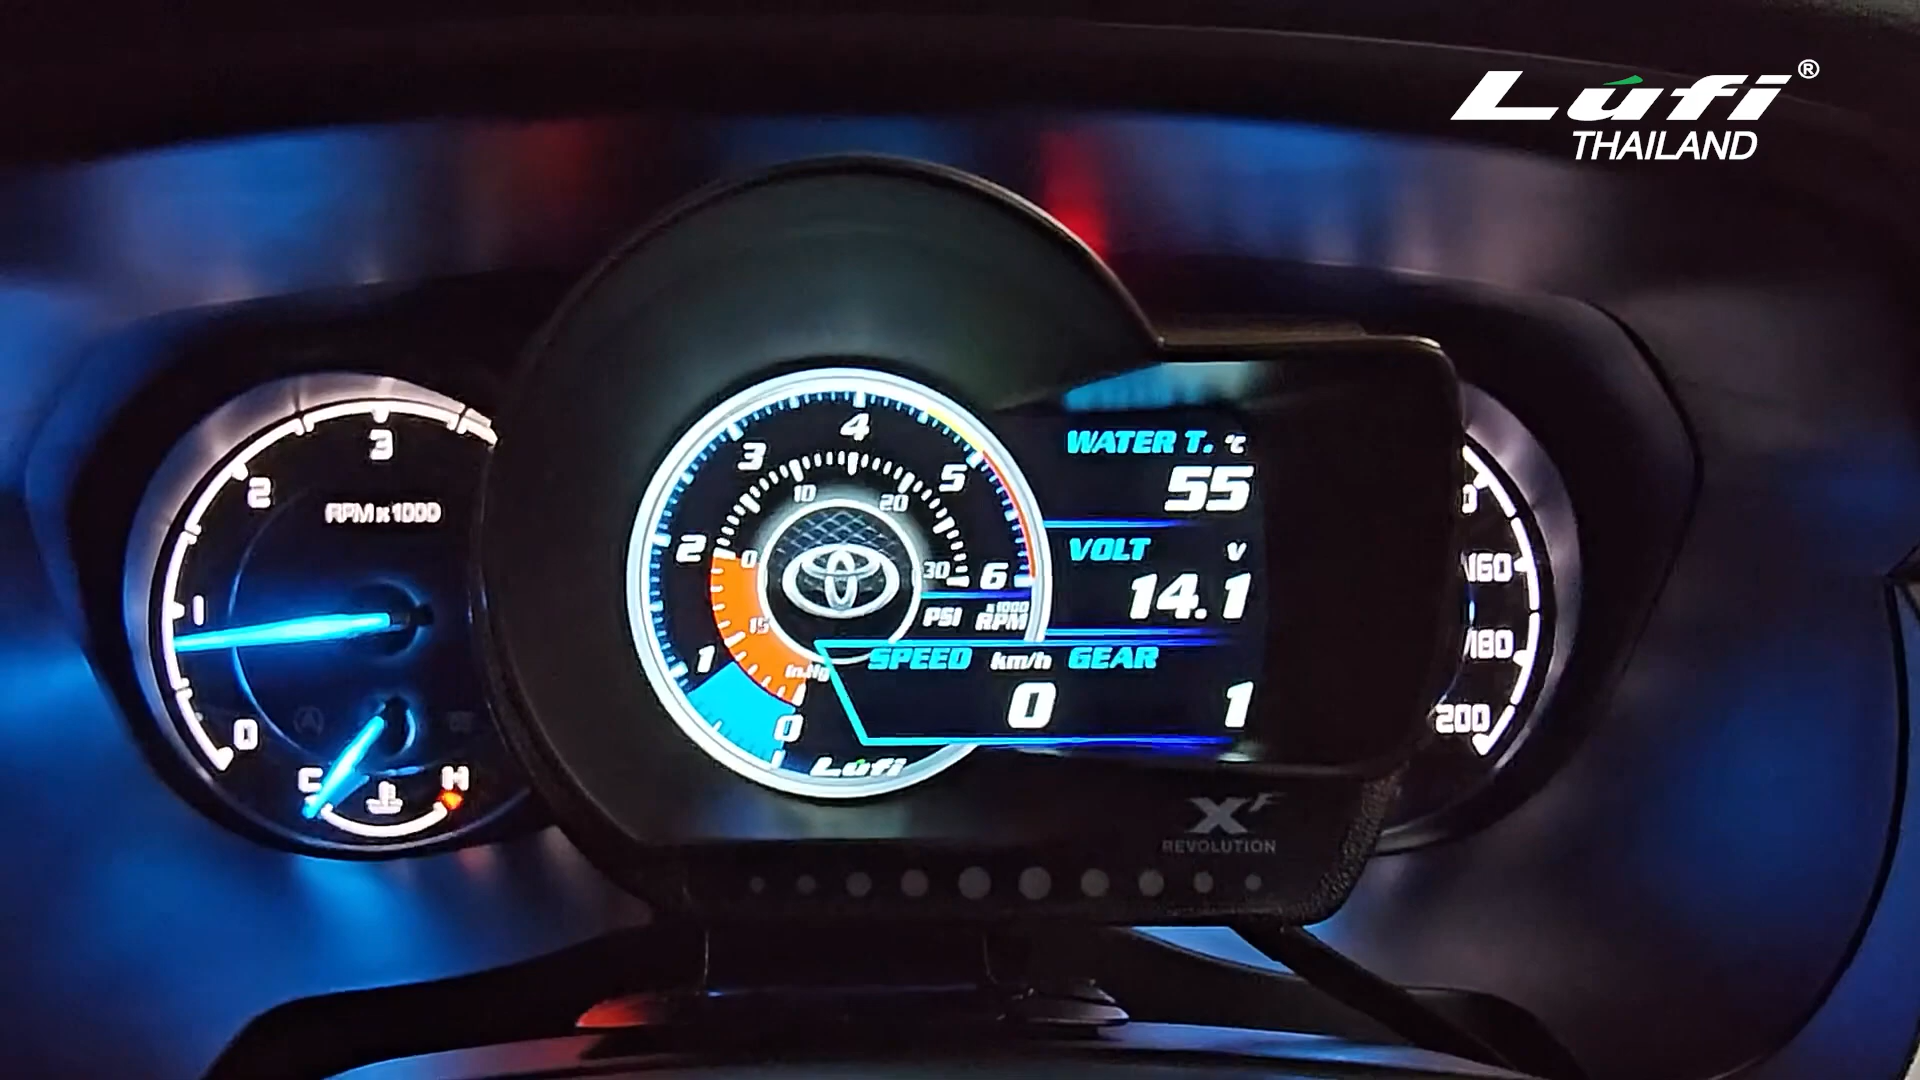 Lufi®
THAILAND
0 1 2 3
RPM x 1000
C H
0 1 2 3 4 5 6
0 10 20 30
15
in.Hg
PSI
x1000
RPM
WATER T. °C
55
VOLT V
14.1
SPEED km/h GEAR
0 1
Lufi
XF
REVOLUTION
160
180
200